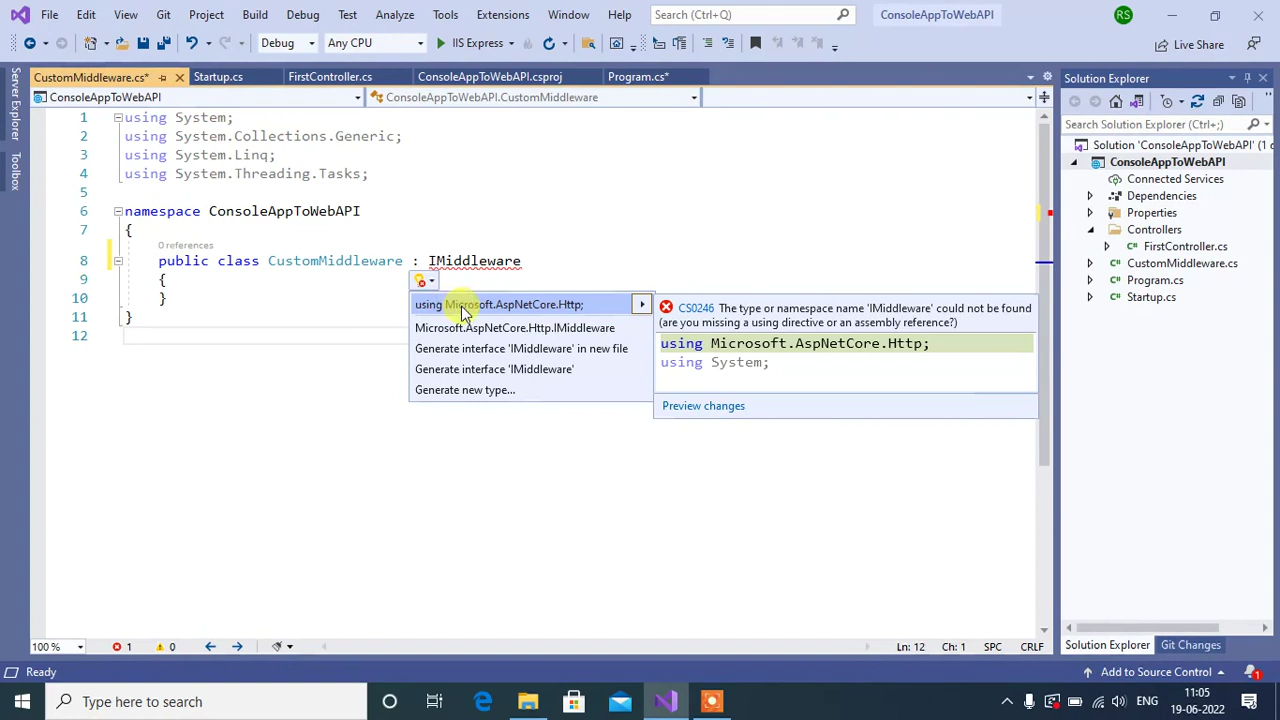 File Edit View Git Project Build Debug Test Analyze Tools Extensions Window Help Search (Ctrl+Q) ConsoleAppToWebAPI RS
Debug Any CPU IIS Express Live Share
CustomMiddleware.cs* Startup.cs FirstController.cs ConsoleAppToWebAPI.csproj Program.cs*
ConsoleAppToWebAPI ConsoleAppToWebAPI.CustomMiddleware
Server Explorer
Toolbox
1 using System;
2 using System.Collections.Generic;
3 using System.Linq;
4 using System.Threading.Tasks;
5
6 namespace ConsoleAppToWebAPI
7 {
0 references
8 public class CustomMiddleware : IMiddleware
9 {
10 }
11 }
12
using Microsoft.AspNetCore.Http;
Microsoft.AspNetCore.Http.IMiddleware
Generate interface 'IMiddleware' in new file
Generate interface 'IMiddleware'
Generate new type...
CS0246 The type or namespace name 'IMiddleware' could not be found
(are you missing a using directive or an assembly reference?)
using Microsoft.AspNetCore.Http;
using System;
Preview changes
Solution Explorer
Search Solution Explorer (Ctrl+;)
Solution 'ConsoleAppToWebAPI' (1 o
ConsoleAppToWebAPI
Connected Services
Dependencies
Properties
Controllers
C# FirstController.cs
C# CustomMiddleware.cs
C# Program.cs
C# Startup.cs
Solution Explorer Git Changes
100 % 1 0 Ln: 12 Ch: 1 SPC CRLF
Ready Add to Source Control 1
Type here to search
ENG
11:05
19-06-2022